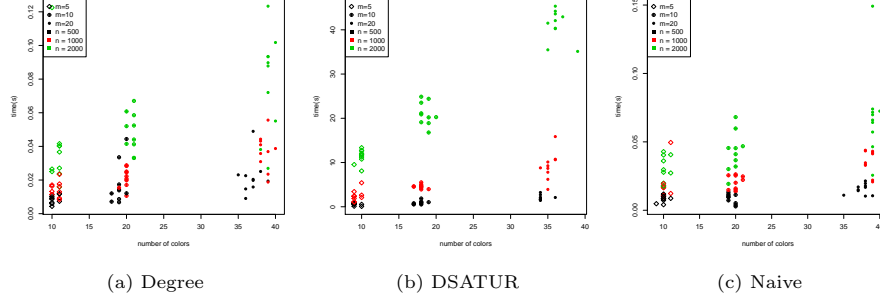 m=5
m=10
m=20
n = 500
n = 1000
n = 2000
time(s)
0.00
0.02
0.04
0.06
0.08
0.10
0.12
10
15
20
25
30
35
40
number of colors
(a) Degree
m=5
m=10
m=20
n = 500
n = 1000
n = 2000
time(s)
0
10
20
30
40
10
15
20
25
30
35
40
number of colors
(b) DSATUR
m=5
m=10
m=20
n = 500
n = 1000
n = 2000
time(s)
0.00
0.05
0.10
0.15
10
15
20
25
30
35
40
number of colors
(c) Naive